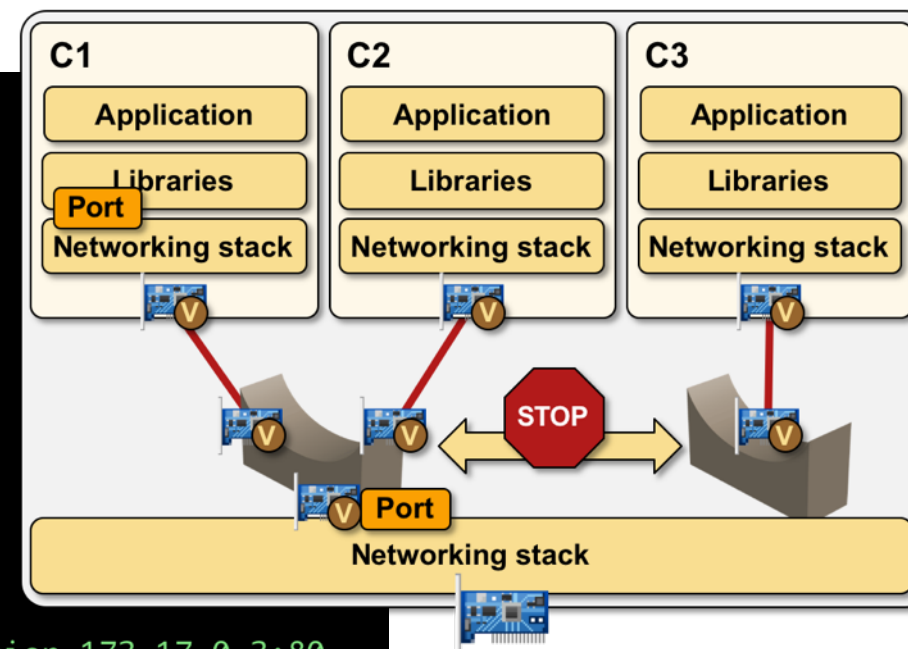 C1
C2
C3
Application
Application
Application
Libraries
Libraries
Libraries
Port
Networking stack
Networking stack
Networking stack
V
V
V
V
V
V
STOP
V
Port
Networking stack